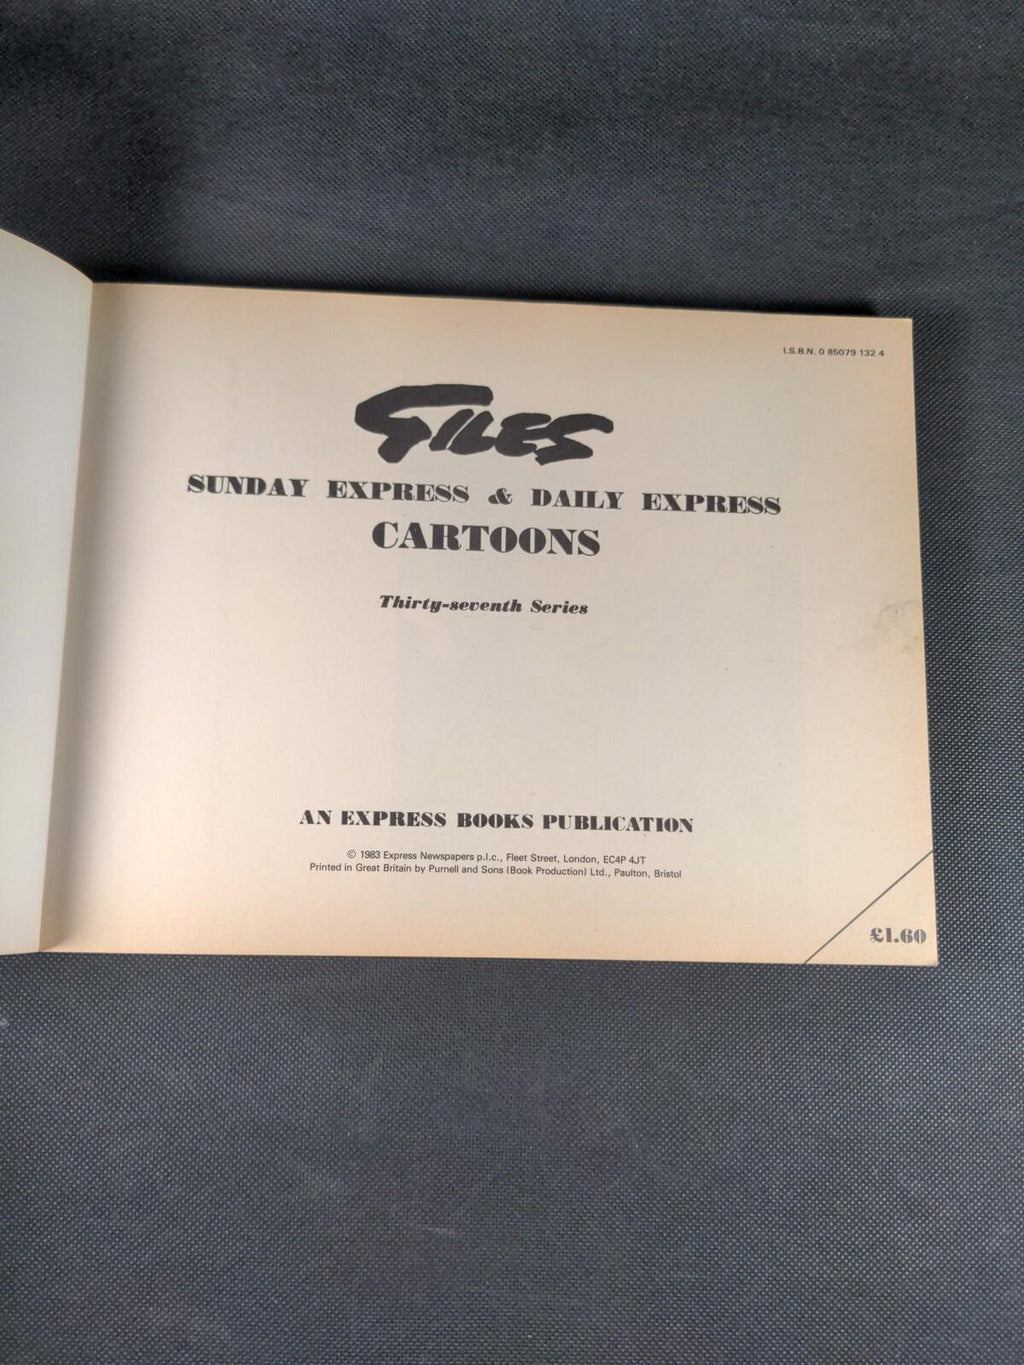 I.S.B.N. 0 85079 132 4
GILES
SUNDAY EXPRESS & DAILY EXPRESS
CARTOONS
Thirty-seventh Series
AN EXPRESS BOOKS PUBLICATION
© 1983 Express Newspapers p.l.c., Fleet Street, London, EC4P 4JT
Printed in Great Britain by Purnell and Sons (Book Production) Ltd., Paulton, Bristol
£1.60